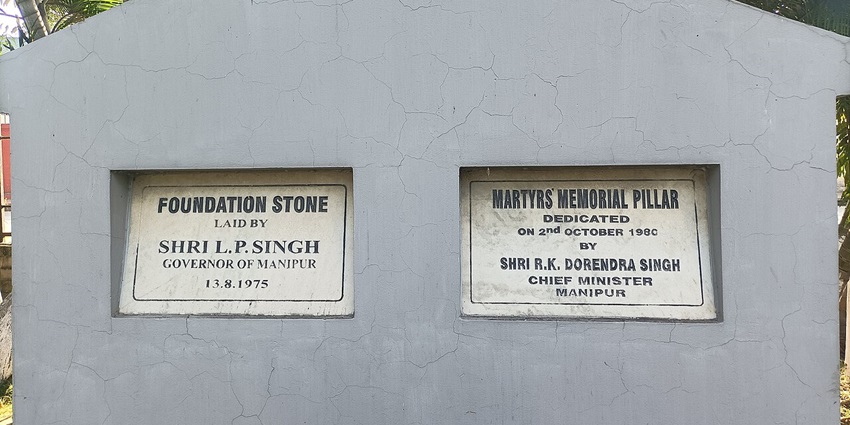 FOUNDATION STONE
LAID BY
SHRI L.P. SINGH
GOVERNOR OF MANIPUR
13.8.1975
MARTYRS' MEMORIAL PILLAR
DEDICATED
ON 2nd OCTOBER 1980
BY
SHRI R.K. DORENDRA SINGH
CHIEF MINISTER
MANIPUR